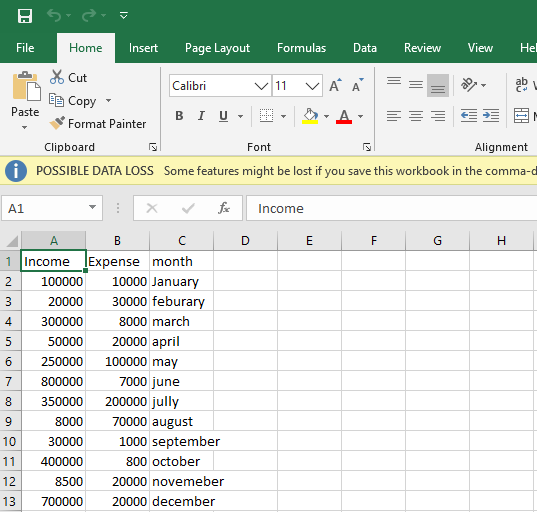 File Home Insert Page Layout Formulas Data Review View He
Cut
Copy
Format Painter
Paste
Calibri 11 A A
B I U A
ab
Clipboard Font Alignment
POSSIBLE DATA LOSS Some features might be lost if you save this workbook in the comma-d
A1 fx Income
A B C D E F G H
1 Income Expense month
2 100000 10000 January
3 20000 30000 feburary
4 300000 8000 march
5 50000 20000 april
6 250000 100000 may
7 800000 7000 june
8 350000 200000 jully
9 8000 70000 august
10 30000 1000 september
11 400000 800 october
12 8500 20000 novemeber
13 700000 20000 december